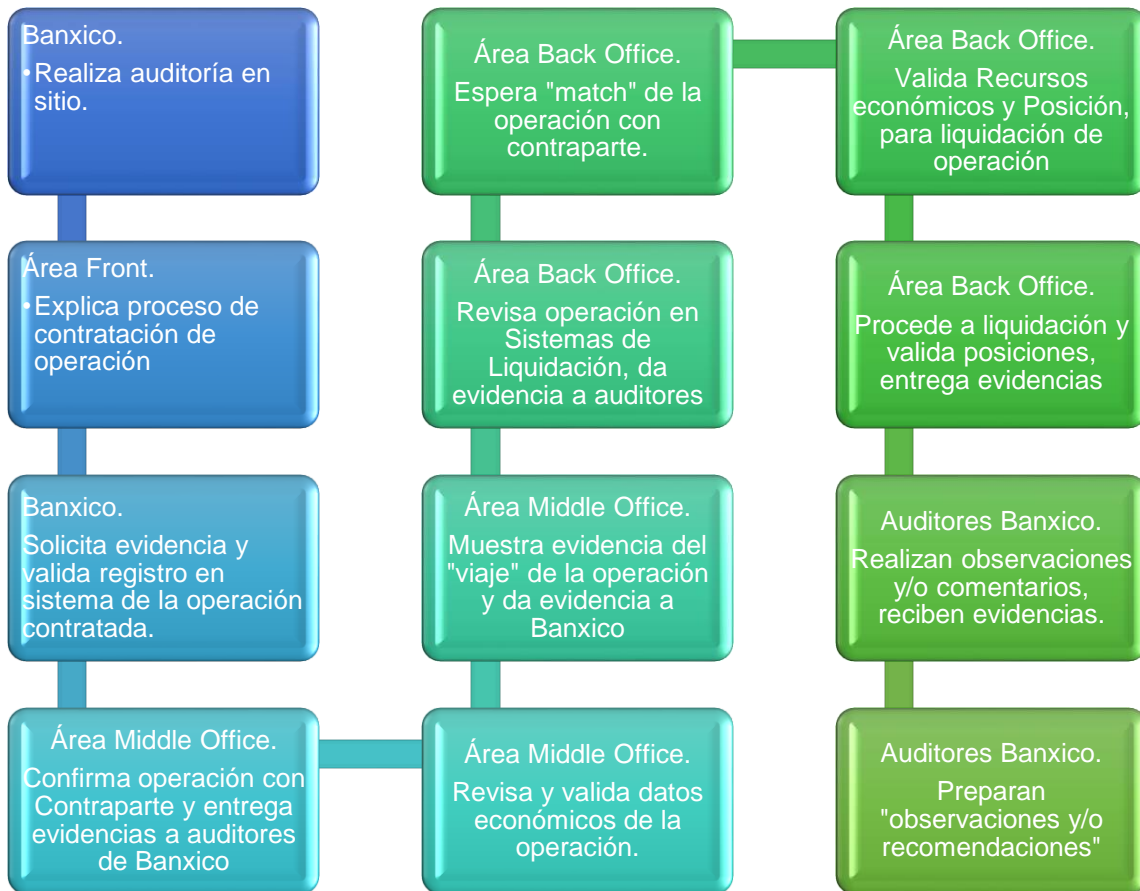 Banxico.
•Realiza auditoría en
sitio.
Área Front.
•Explica proceso de
contratación de
operación
Banxico.
Solicita evidencia y
valida registro en
sistema de la operación
contratada.
Área Middle Office.
Confirma operación con
Contraparte y entrega
evidencias a auditores
de Banxico
Área Middle Office.
Revisa y valida datos
económicos de la
operación.
Área Middle Office.
Muestra evidencia del
"viaje" de la operación
y da evidencia a
Banxico
Área Back Office.
Revisa operación en
Sistemas de
Liquidación, da
evidencia a auditores
Área Back Office.
Espera "match" de la
operación con
contraparte.
Área Back Office.
Valida Recursos
económicos y Posición,
para liquidación de
operación
Área Back Office.
Procede a liquidación y
valida posiciones,
entrega evidencias
Auditores Banxico.
Realizan observaciones
y/o comentarios,
reciben evidencias.
Auditores Banxico.
Preparan
"observaciones y/o
recomendaciones"